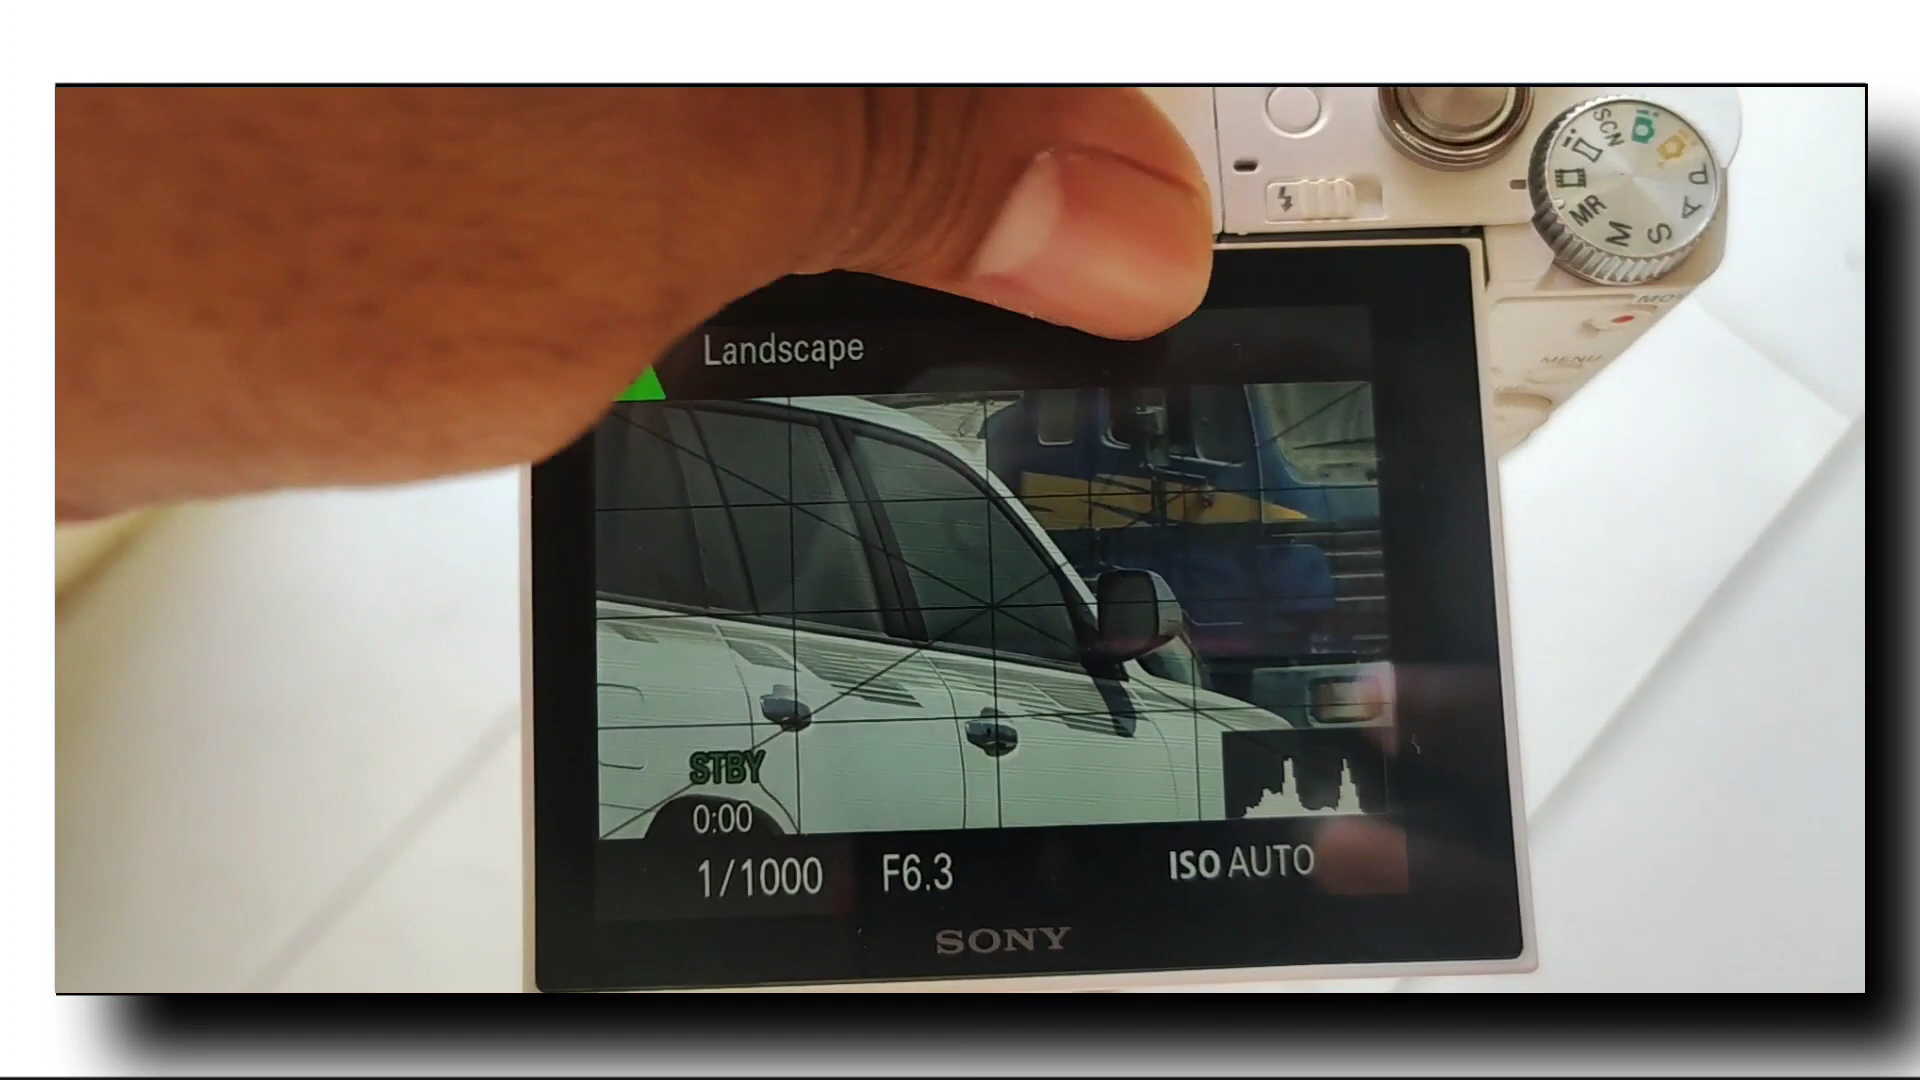 SCN
P
A
S
M
MR
MENU
Landscape
STBY
0:00
1/1000 F6.3 ISO AUTO
SONY